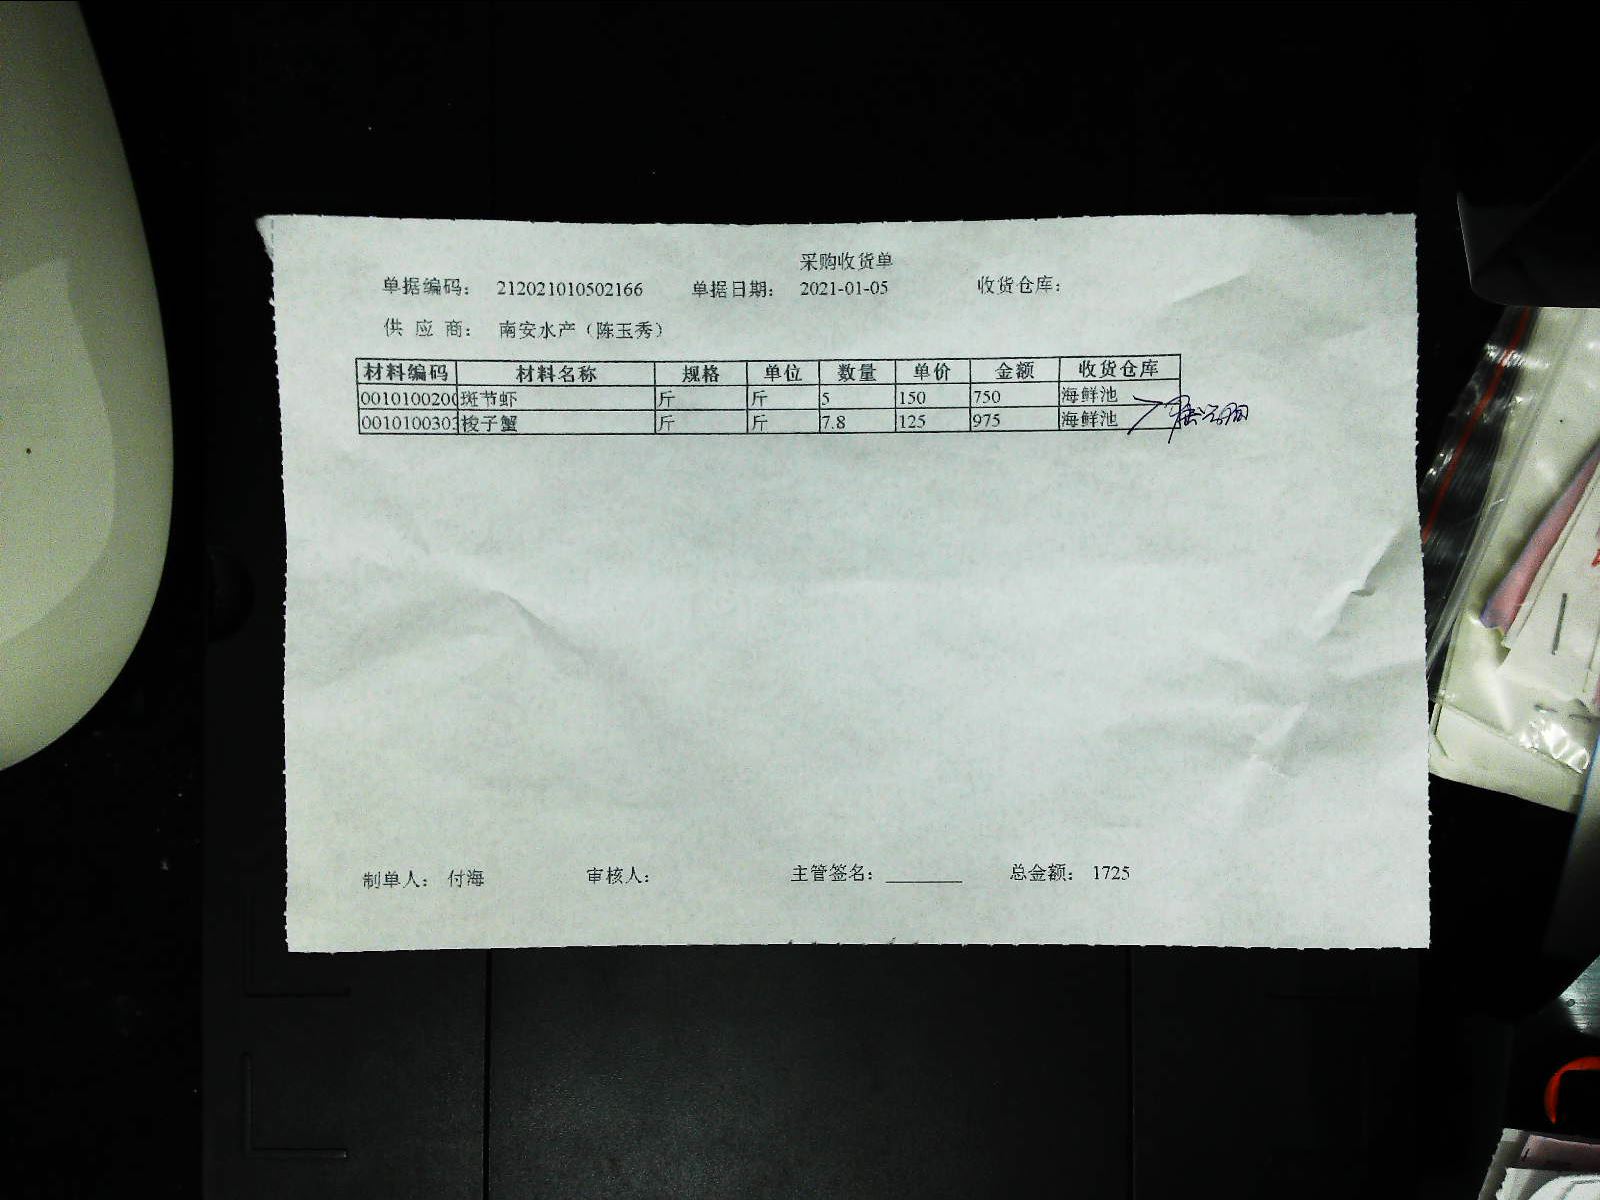 采购收货单
单据编码： 212021010502166 单据日期： 2021-01-05 收货仓库：
供 应 商： 南安水产（陈玉秀）
材料编码 材料名称 规格 单位 数量 单价 金额 收货仓库
0010100200 斑节虾 斤 斤 5 150 750 海鲜池
001010030 梭子蟹 斤 斤 7.8 125 975 海鲜池
制单人： 付海 审核人： 主管签名： ________ 总金额： 1725